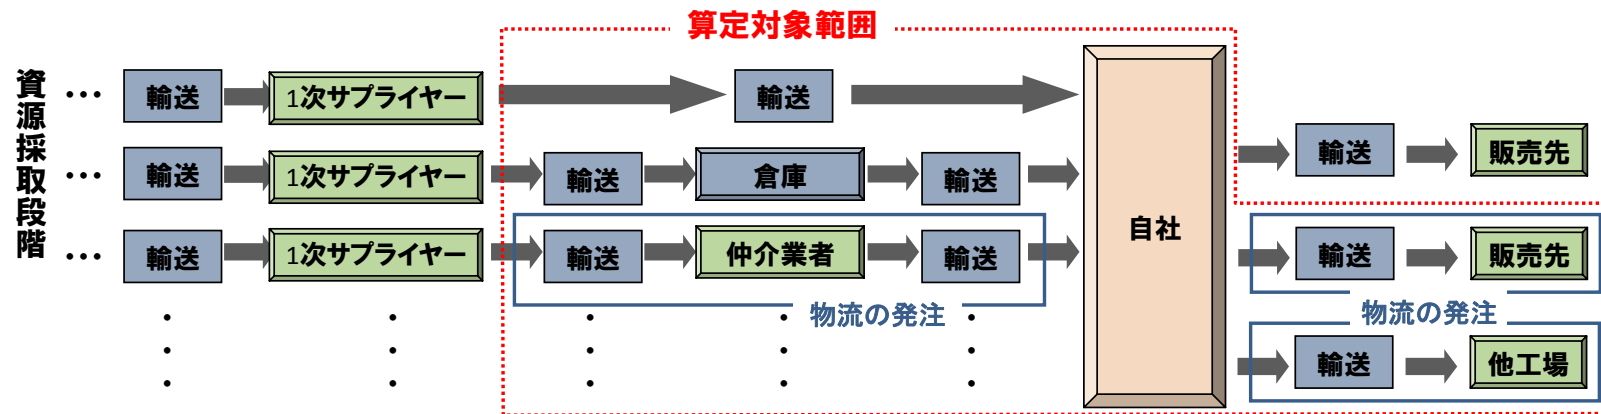 算定対象範囲
資源採取段階
… 輸送 1次サプライヤー 輸送
… 輸送 1次サプライヤー 輸送 倉庫 輸送
… 輸送 1次サプライヤー 輸送 仲介業者 輸送
物流の発注
自社
輸送 販売先
輸送 販売先
物流の発注
輸送 他工場